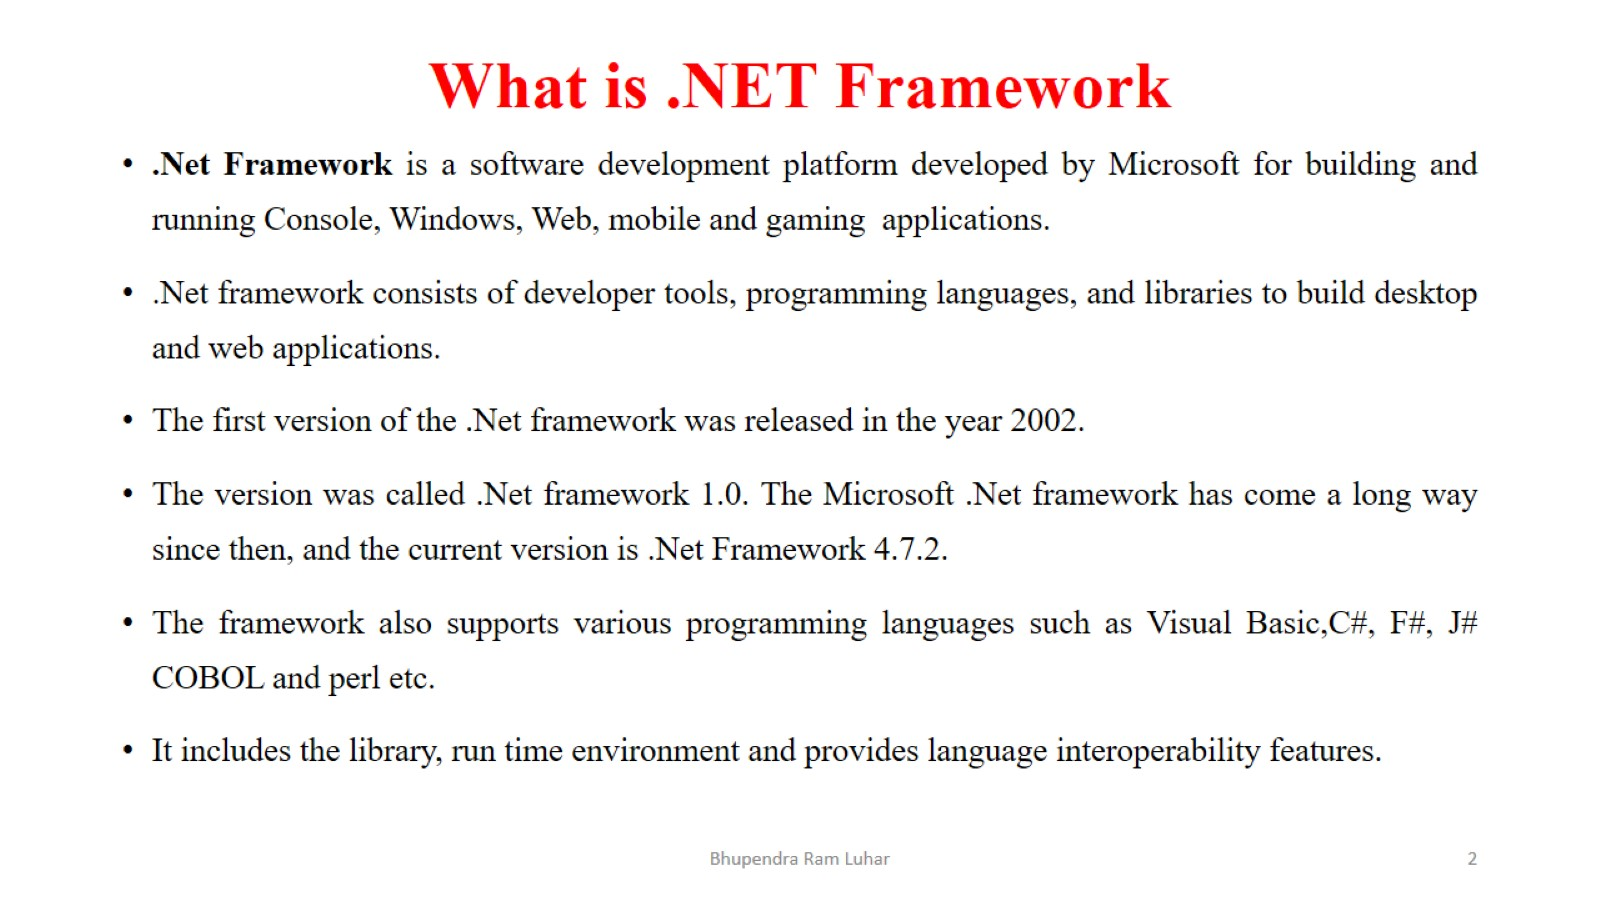 What is .NET Framework
• .Net Framework is a software development platform developed by Microsoft for building and
running Console, Windows, Web, mobile and gaming  applications.
• .Net framework consists of developer tools, programming languages, and libraries to build desktop
and web applications.
• The first version of the .Net framework was released in the year 2002.
• The version was called .Net framework 1.0. The Microsoft .Net framework has come a long way
since then, and the current version is .Net Framework 4.7.2.
• The framework also supports various programming languages such as Visual Basic,C#, F#, J#
COBOL and perl etc.
• It includes the library, run time environment and provides language interoperability features.
Bhupendra Ram Luhar
2